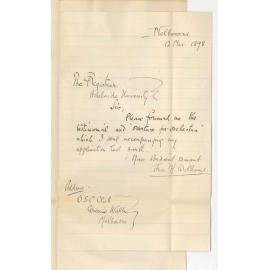 Melbourne
12 Mar. 1898
The Registrar
Adelaide University
Sir,
Please forward me the
testimonial and "overture for orchestra"
which I sent accompanying my
application last month
Your obedient servant
Address
O.S.C. Club
Melbourne